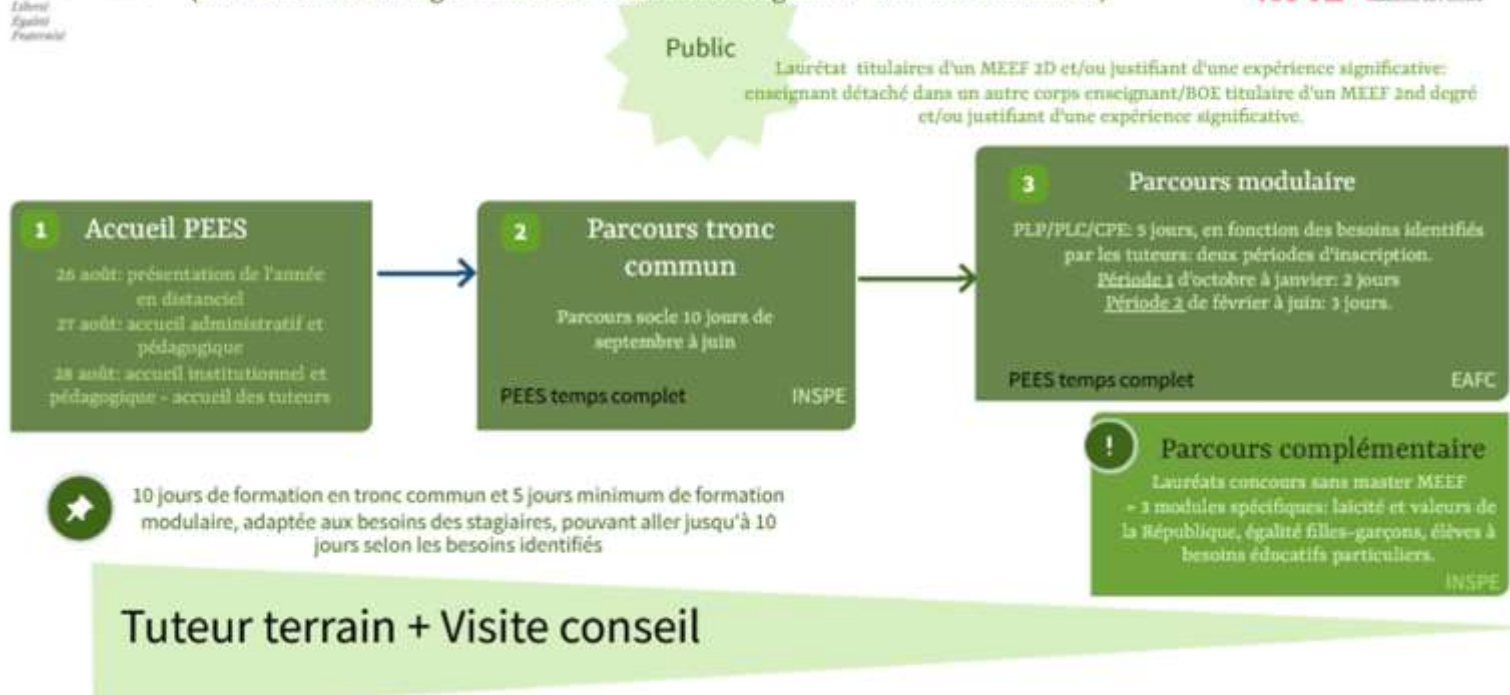 Liberté
Égalité
Fraternité
Public
Laurétat titulaires d'un MEEF 2D et/ou justifiant d'une expérience significative:
enseignant détaché dans un autre corps enseignant/BOE titulaire d'un MEEF 2nd degré
et/ou justifiant d'une expérience significative.
1 Accueil PEES
26 août: présentation de l'année
en distanciel
27 août: accueil administratif et
pédagogique
28 août: accueil institutionnel et
pédagogique - accueil des tuteurs
2 Parcours tronc
commun
Parcours socle 10 jours de
septembre à juin
PEES temps complet INSPE
3 Parcours modulaire
PLP/PLC/CPE: 5 jours, en fonction des besoins identifiés
par les tuteurs: deux périodes d'inscription.
Période 1 d'octobre à janvier: 2 jours
Période 2 de février à juin: 3 jours.
PEES temps complet EAFC
! Parcours complémentaire
Lauréats concours sans master MEEF
= 3 modules spécifiques: laïcité et valeurs de
la République, égalité filles-garçons, élèves à
besoins éducatifs particuliers.
INSPE
10 jours de formation en tronc commun et 5 jours minimum de formation
modulaire, adaptée aux besoins des stagiaires, pouvant aller jusqu'à 10
jours selon les besoins identifiés
Tuteur terrain + Visite conseil